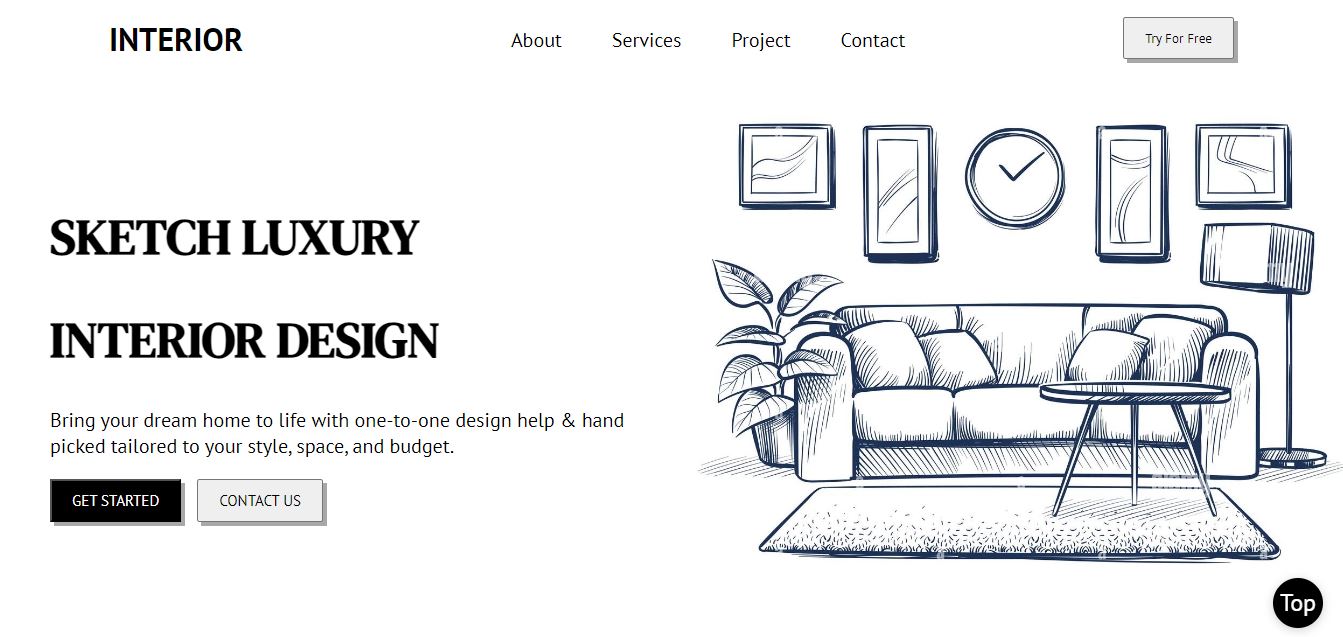 INTERIOR
About Services Project Contact
Try For Free
SKETCH LUXURY
INTERIOR DESIGN
Bring your dream home to life with one-to-one design help & hand
picked tailored to your style, space, and budget.
GET STARTED
CONTACT US
Top